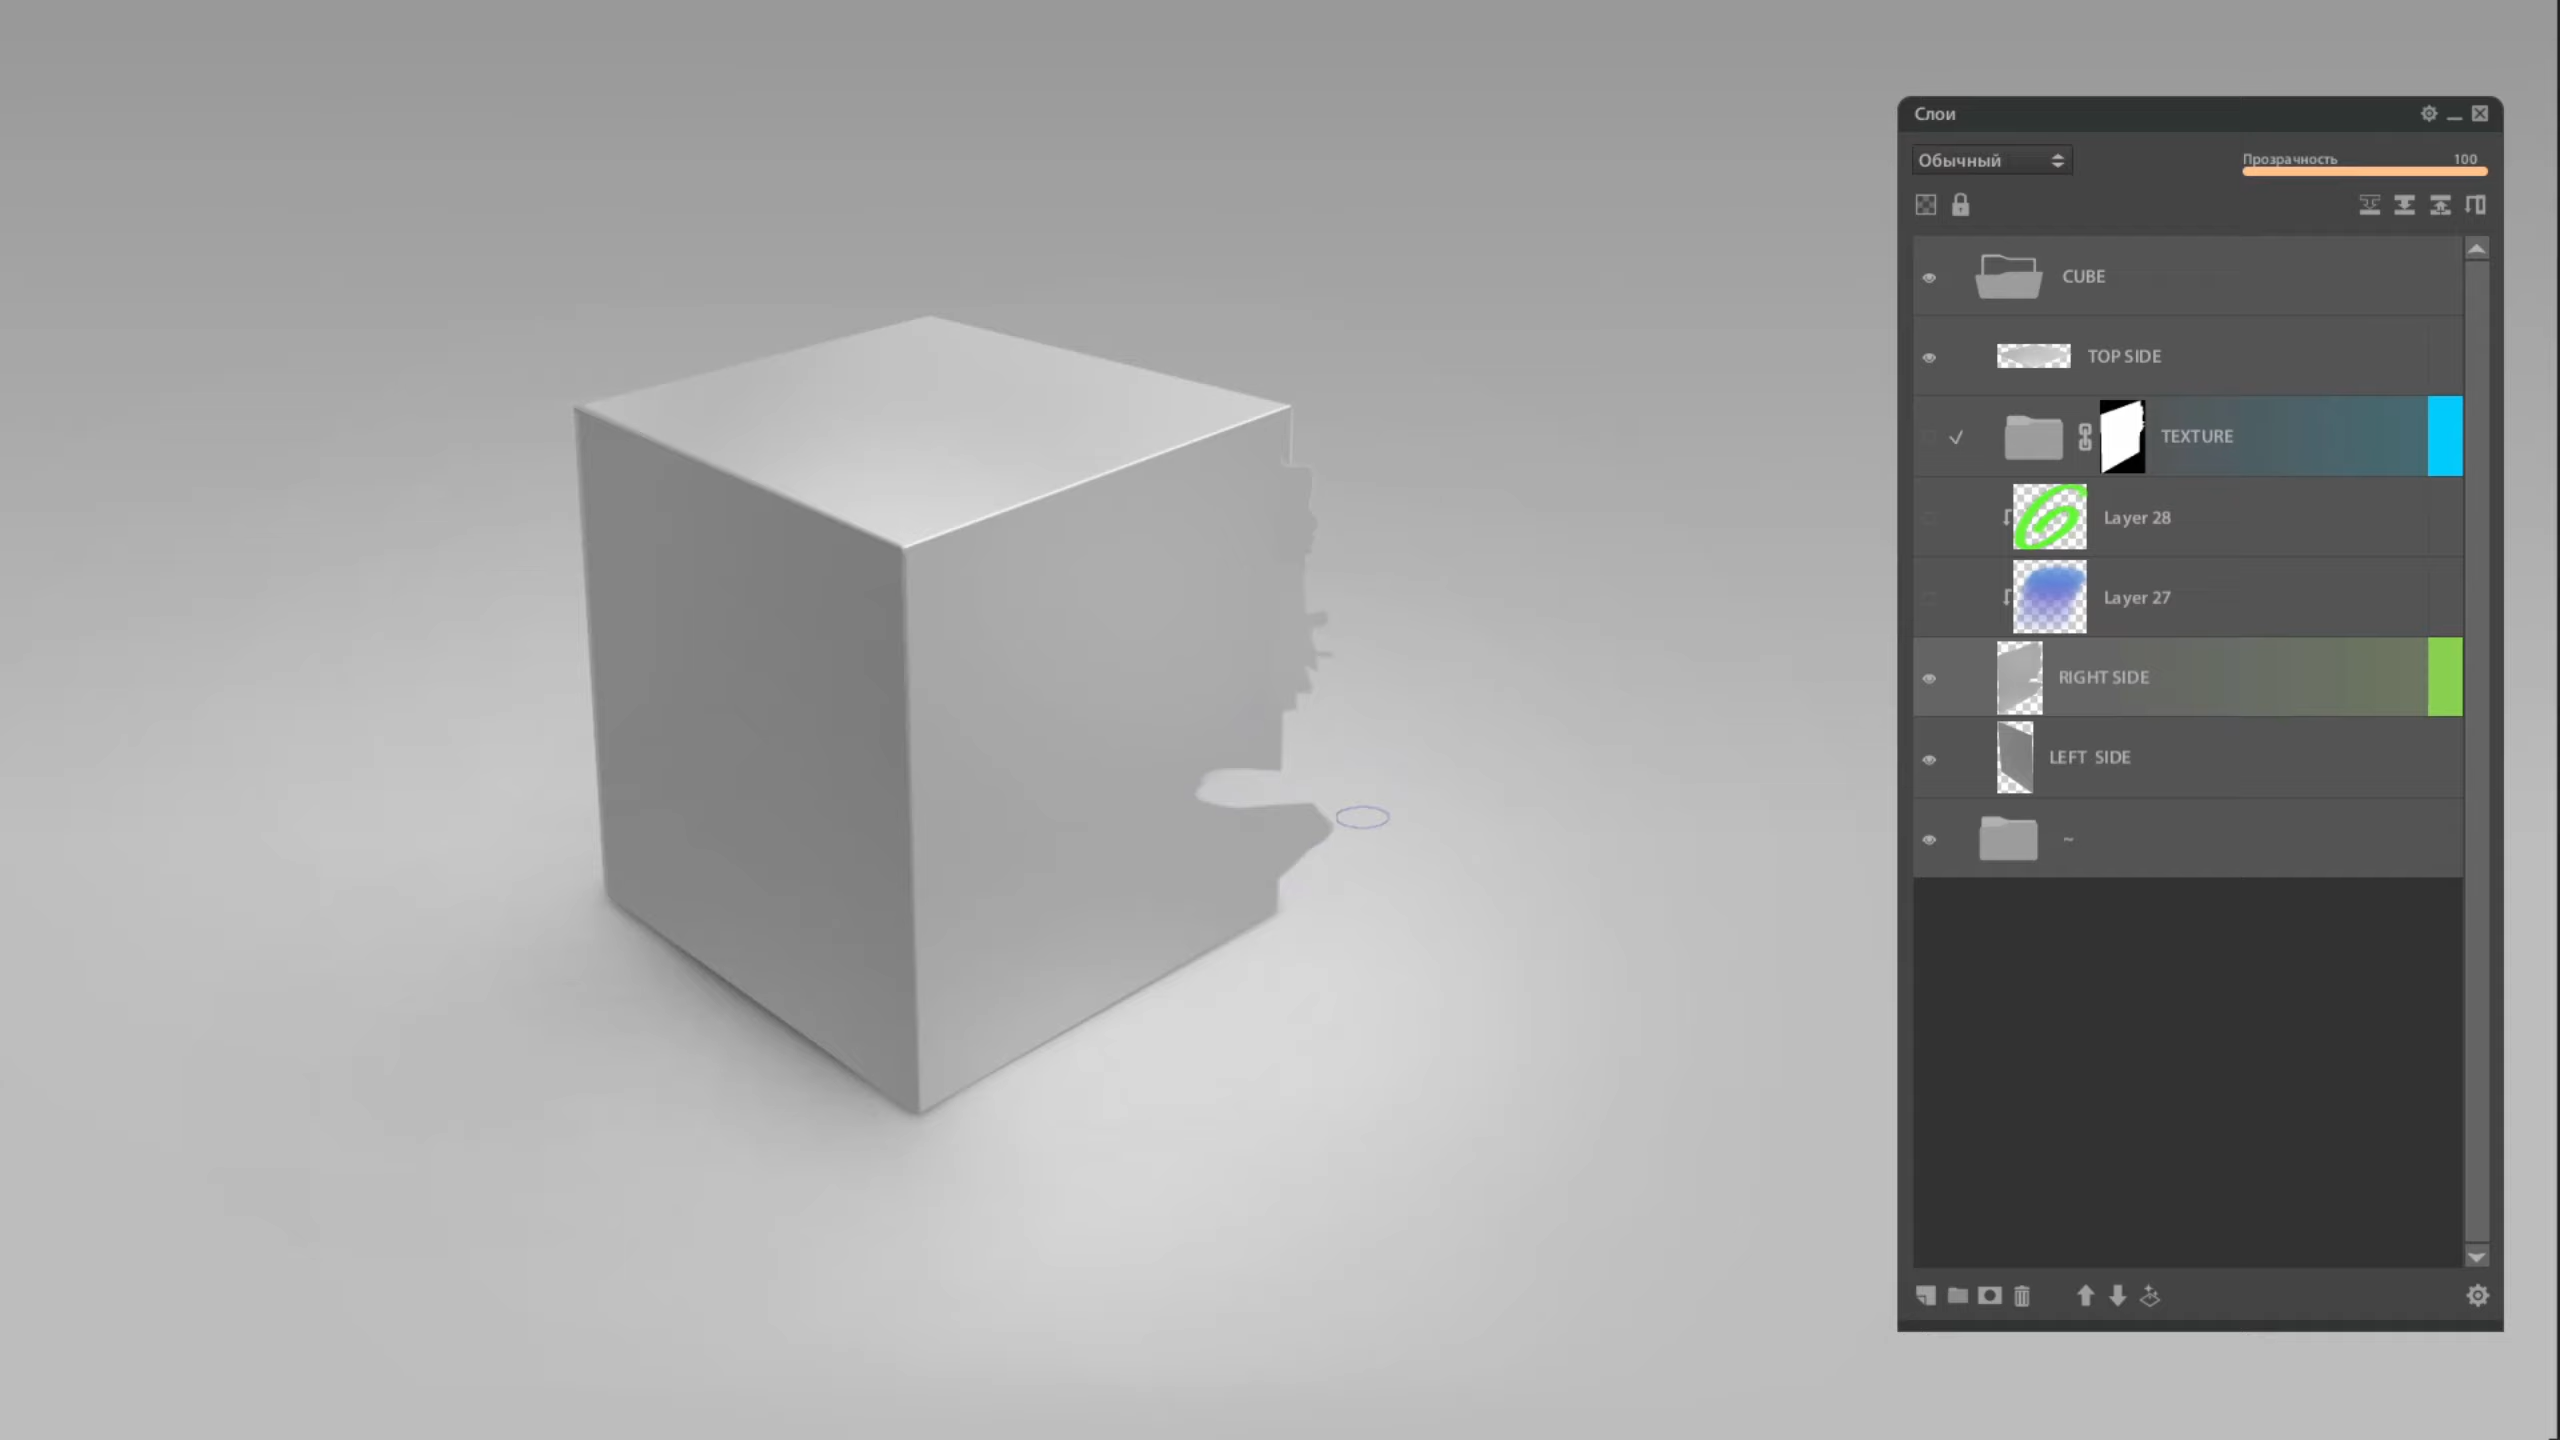 Слои
Обычный
Прозрачность 100
CUBE
TOP SIDE
TEXTURE
Layer 28
Layer 27
RIGHT SIDE
LEFT SIDE
~